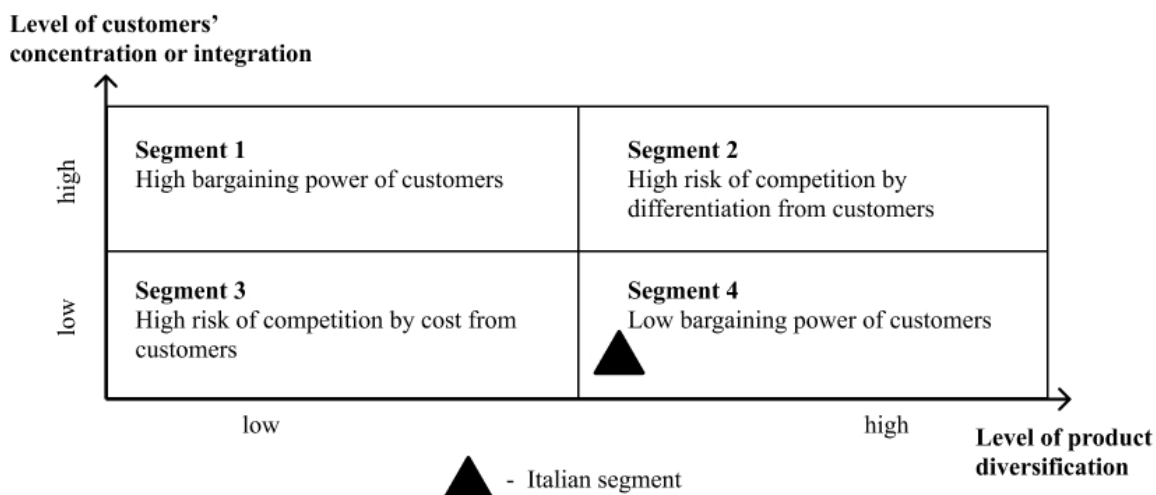 Level of customers'
concentration or integration
high
low
Segment 1
High bargaining power of customers
Segment 2
High risk of competition by
differentiation from customers
Segment 3
High risk of competition by cost from
customers
Segment 4
Low bargaining power of customers
low
high
Level of product
diversification
- Italian segment